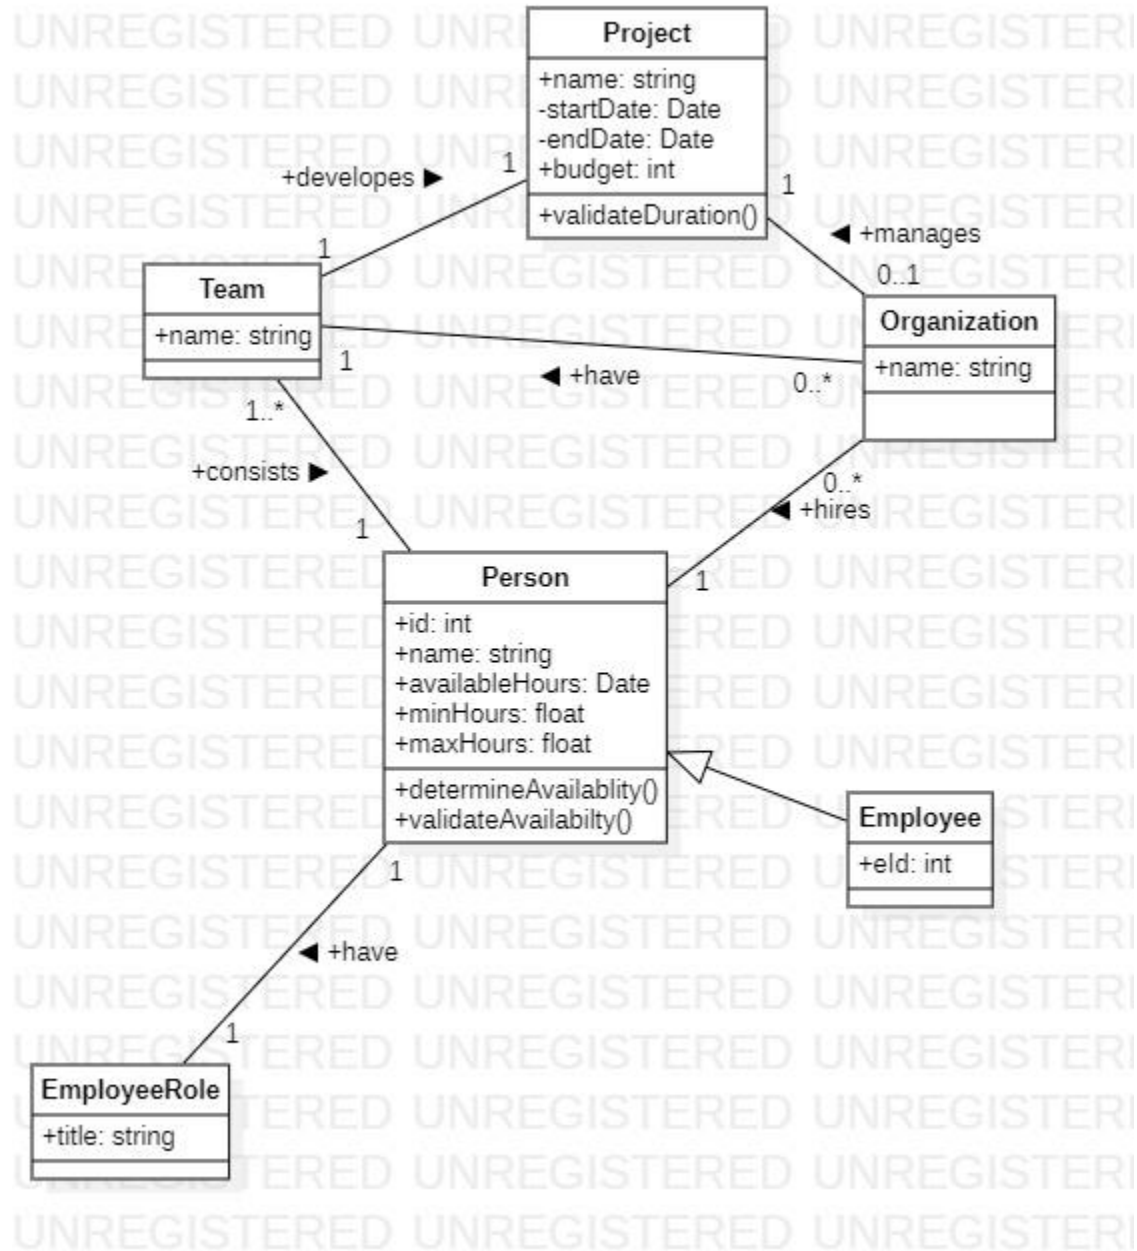 Project
+name: string
-startDate: Date
-endDate: Date
+budget: int
+validateDuration()
1
+developes ►
1
1
◄ +manages
0..1
Team
+name: string
Organization
+name: string
1
◄ +have
0..*
1..*
+consists ►
1
0..*
◄ +hires
1
Person
+id: int
+name: string
+availableHours: Date
+minHours: float
+maxHours: float
+determineAvailablity()
+validateAvailabilty()
Employee
+eId: int
1
◄ +have
1
EmployeeRole
+title: string
UNREGISTERED